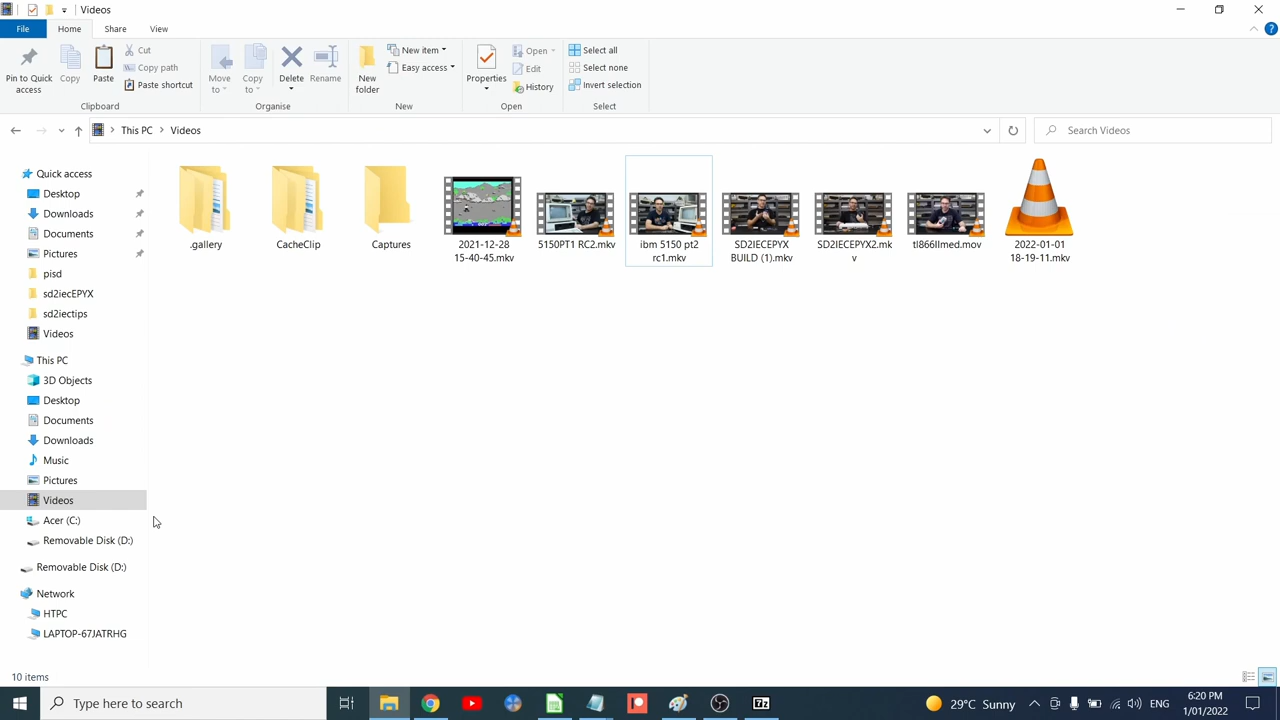 Videos
File
Home
Share
View
Pin to Quick
access
Copy
Paste
Cut
Copy path
Paste shortcut
Clipboard
Move
to
Copy
to
Delete
Rename
Organise
New
folder
New item
Easy access
New
Properties
Open
Edit
History
Open
Select all
Select none
Invert selection
Select
This PC
Videos
Search Videos
Quick access
Desktop
Downloads
Documents
Pictures
pisd
sd2iecEPYX
sd2iectips
Videos
This PC
3D Objects
Desktop
Documents
Downloads
Music
Pictures
Videos
Acer (C:)
Removable Disk (D:)
Removable Disk (D:)
Network
HTPC
LAPTOP-67JATRHG
.gallery
CacheClip
Captures
2021-12-28
15-40-45.mkv
5150PT1 RC2.mkv
ibm 5150 pt2
rc1.mkv
SD2IECEPYX
BUILD (1).mkv
SD2IECEPYX2.mk
v
tl866IImed.mov
2022-01-01
18-19-11.mkv
10 items
Type here to search
7z
29°C Sunny
ENG
6:20 PM
1/01/2022